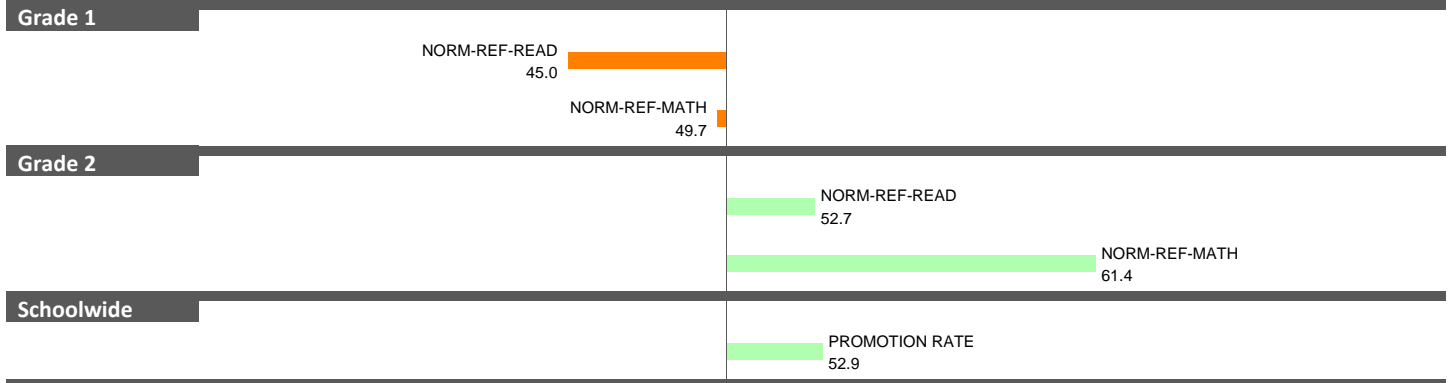 Grade 1
NORM-REF-READ
45.0
NORM-REF-MATH
49.7
Grade 2
NORM-REF-READ
52.7
NORM-REF-MATH
61.4
Schoolwide
PROMOTION RATE
52.9